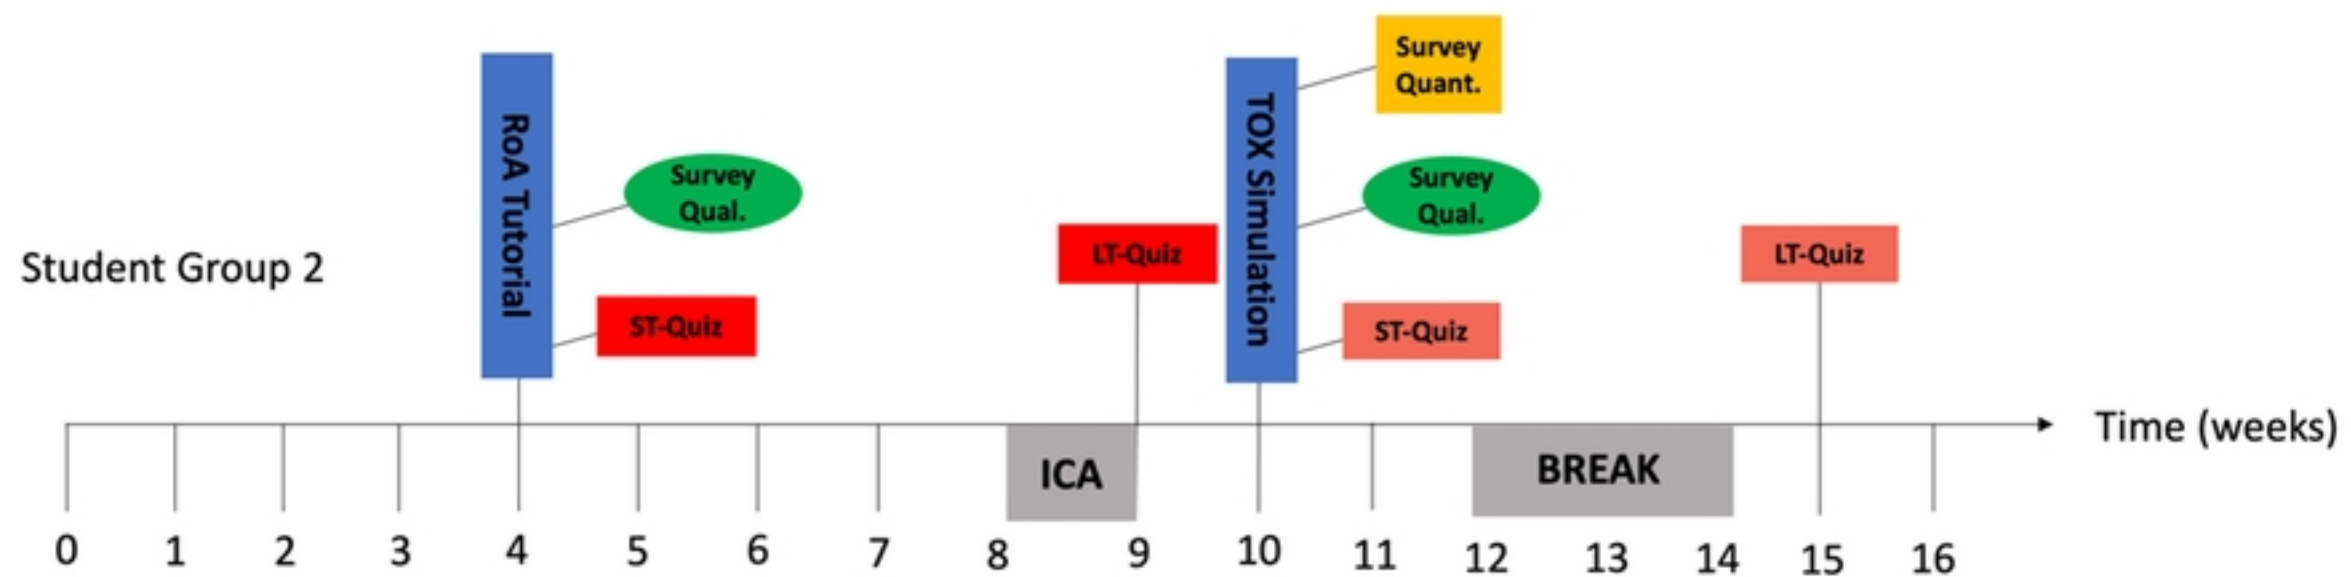 Survey
Quant.
RoA Tutorial
TOX Simulation
Survey
Qual.
Survey
Qual.
Student Group 2
LT-Quiz
LT-Quiz
ST-Quiz
ST-Quiz
Time (weeks)
ICA
BREAK
0 1 2 3 4 5 6 7 8 9 10 11 12 13 14 15 16